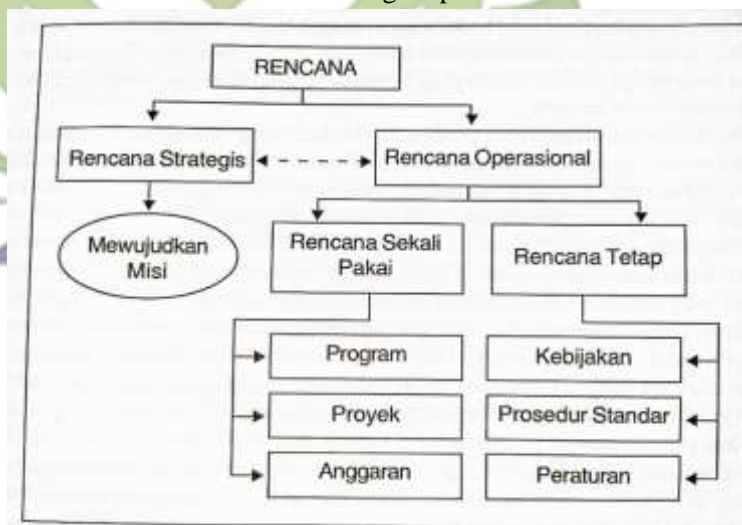 RENCANA
Rencana Strategis
Rencana Operasional
Mewujudkan
Misi
Rencana Sekali
Pakai
Rencana Tetap
Program
Kebijakan
Proyek
Prosedur Standar
Anggaran
Peraturan